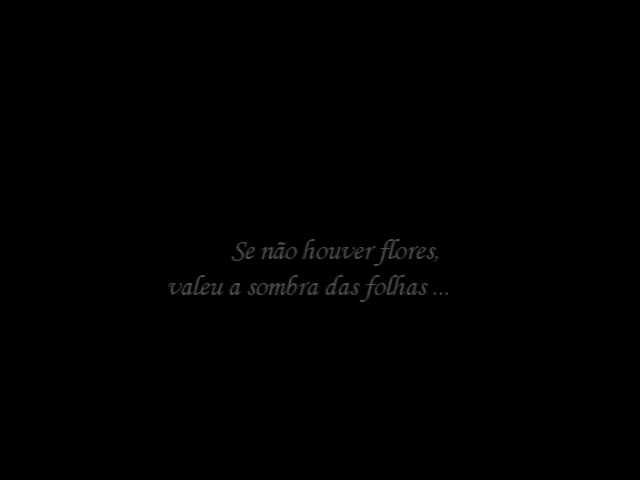 Se não houver flores,
valeu a sombra das folhas ...